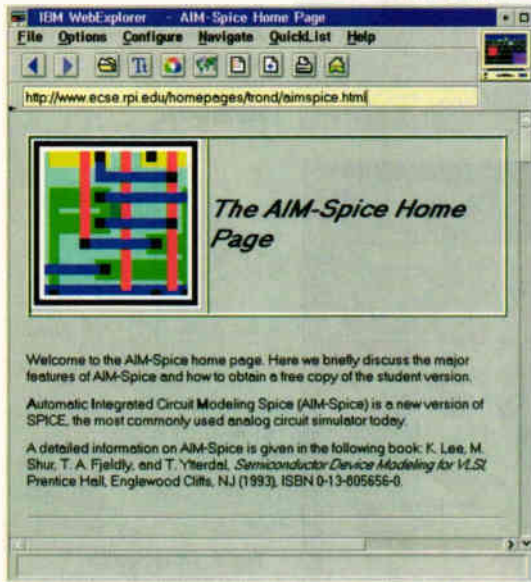 IBM WebExplorer - AIM-Spice Home Page
File Options Configure Navigate QuickList Help
http://www.ecse.rpi.edu/homepages/trond/aimspice.html
The AIM-Spice Home
Page
Welcome to the AIM-Spice home page. Here we briefly discuss the major
features of AIM-Spice and how to obtain a free copy of the student version.
Automatic Integrated Circuit Modeling Spice (AIM-Spice) is a new version of
SPICE, the most commonly used analog circuit simulator today.
A detailed information on AIM-Spice is given in the following book: K. Lee, M.
Shur, T. A. Fjeldly, and T. Ytterdal, Semiconductor Device Modeling for VLSI,
Prentice Hall, Englewood Cliffs, NJ (1993), ISBN 0-13-805656-0.